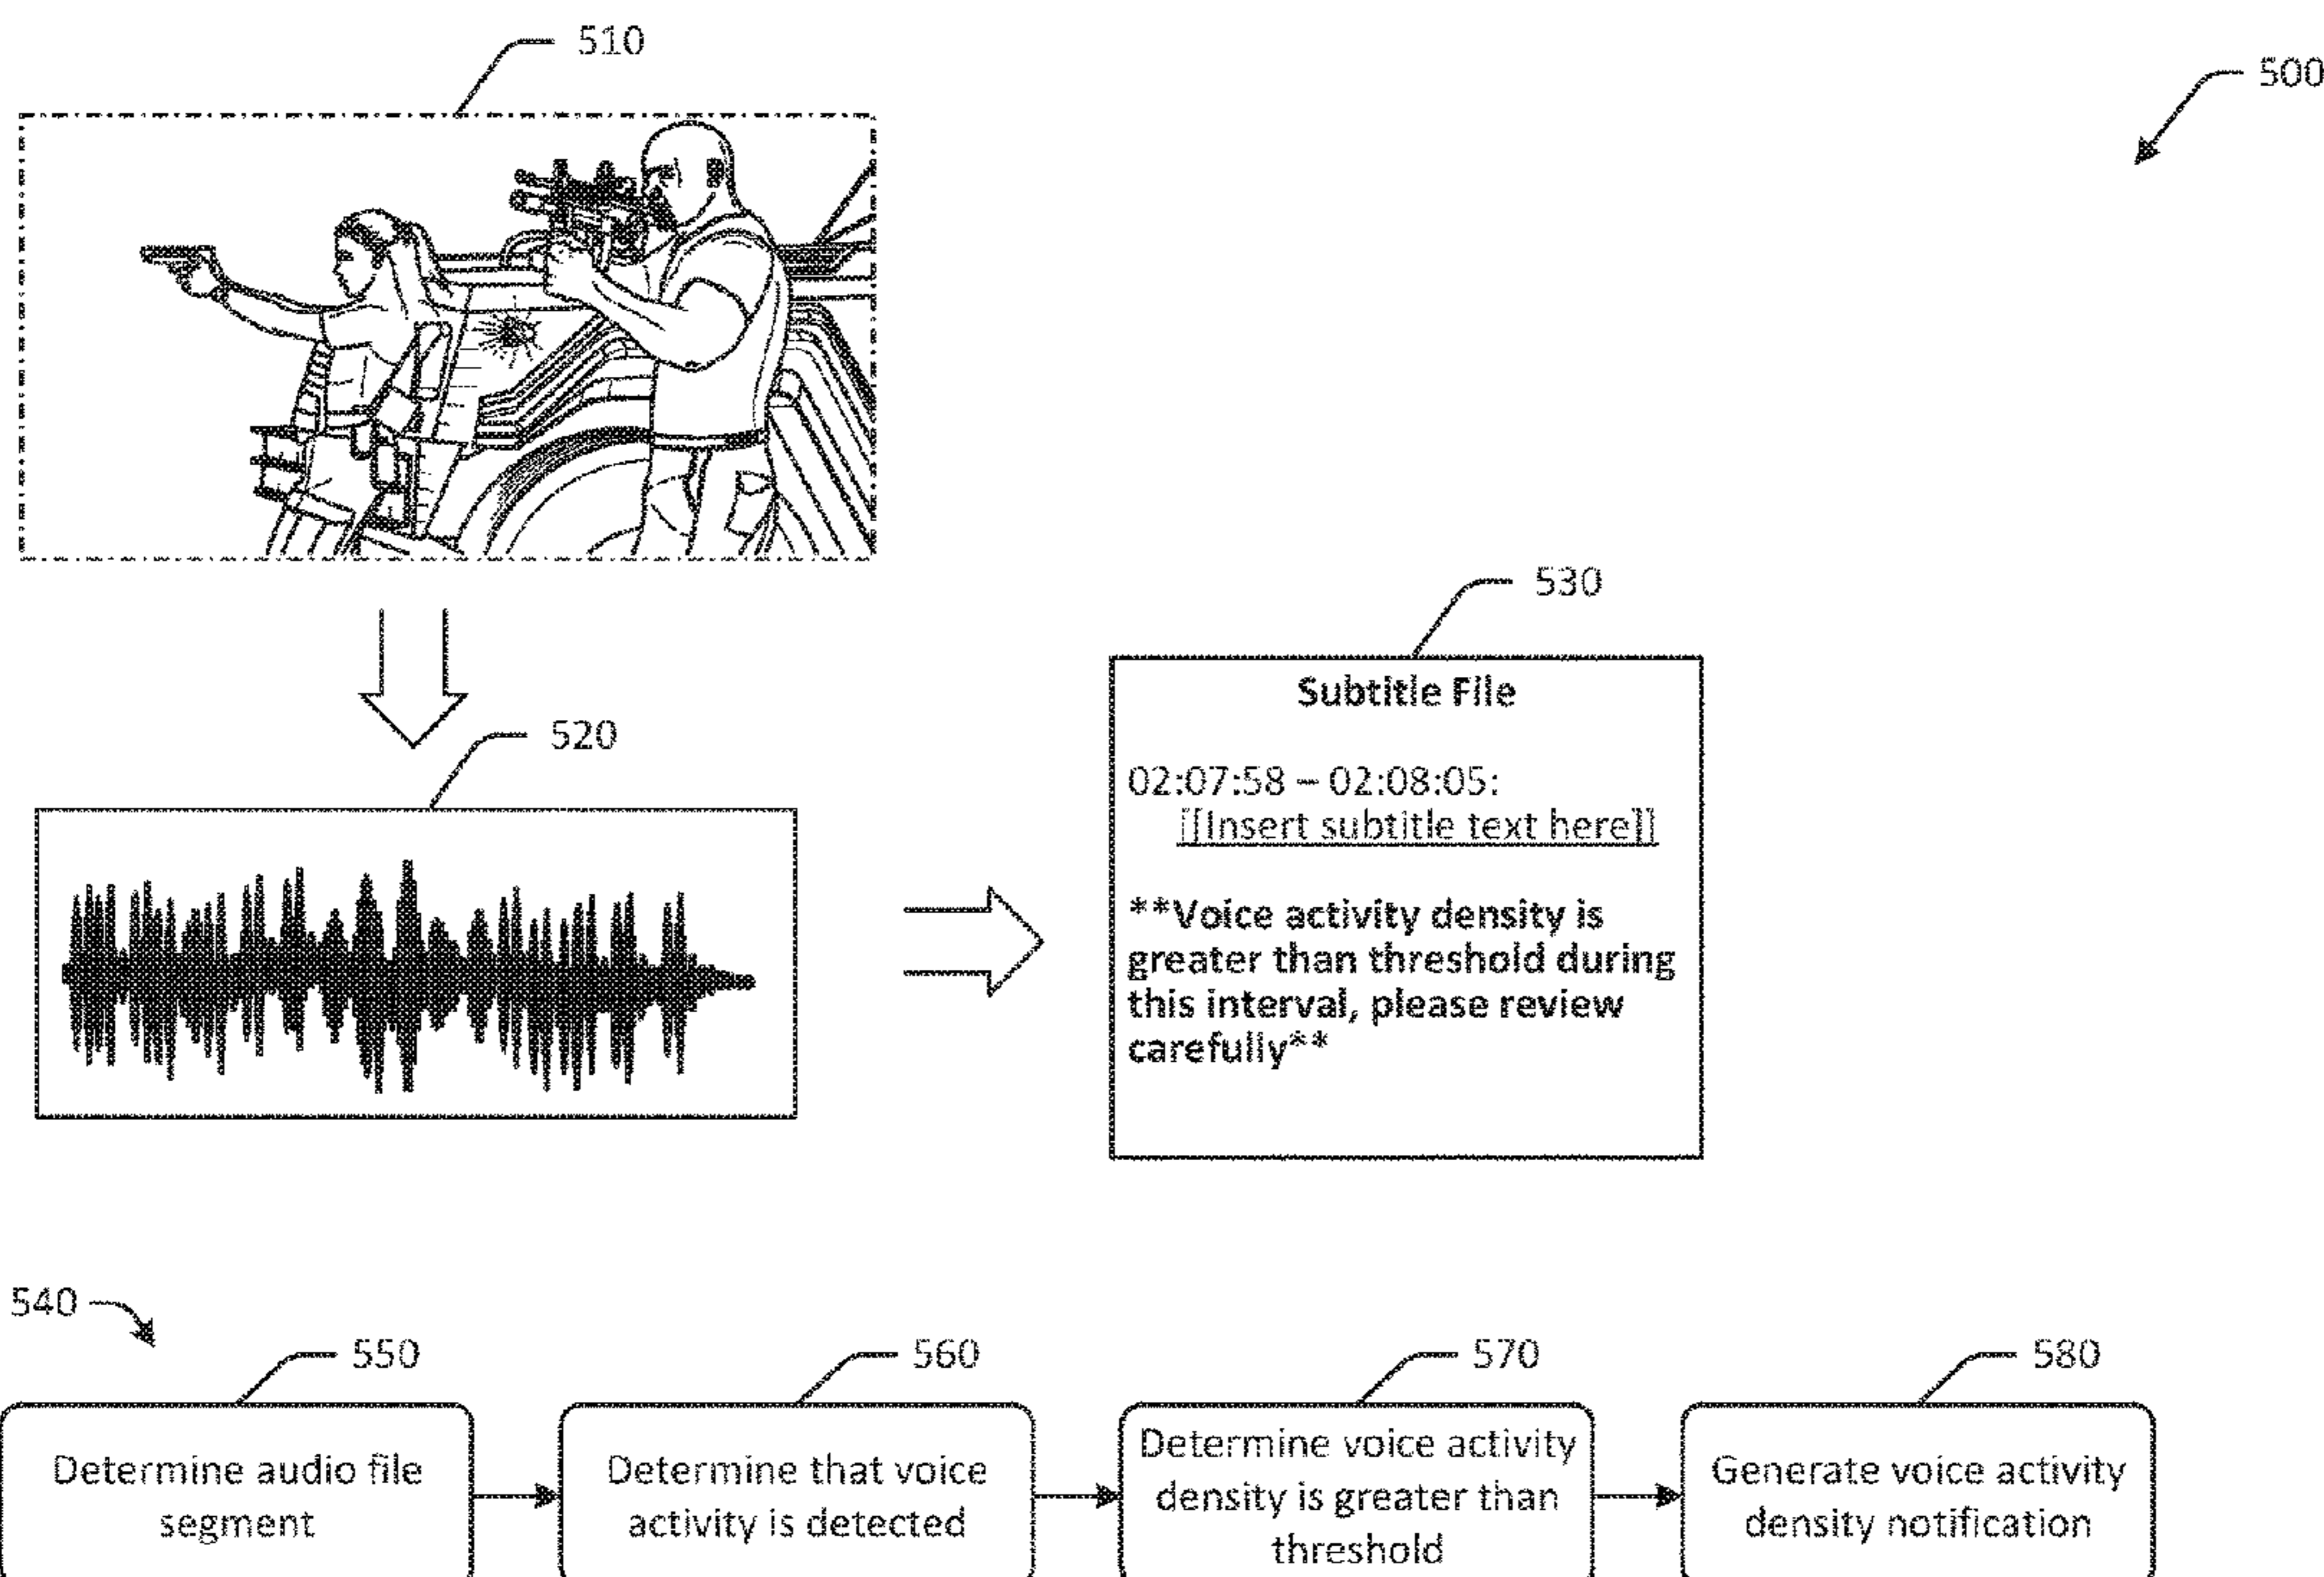 510
500
530
Subtitle File
520
02:07:58 – 02:08:05:
[[Insert subtitle text here]]
**Voice activity density is
greater than threshold during
this interval, please review
carefully**
540
550
560
570
580
Determine audio file
segment
Determine that voice
activity is detected
Determine voice activity
density is greater than
threshold
Generate voice activity
density notification